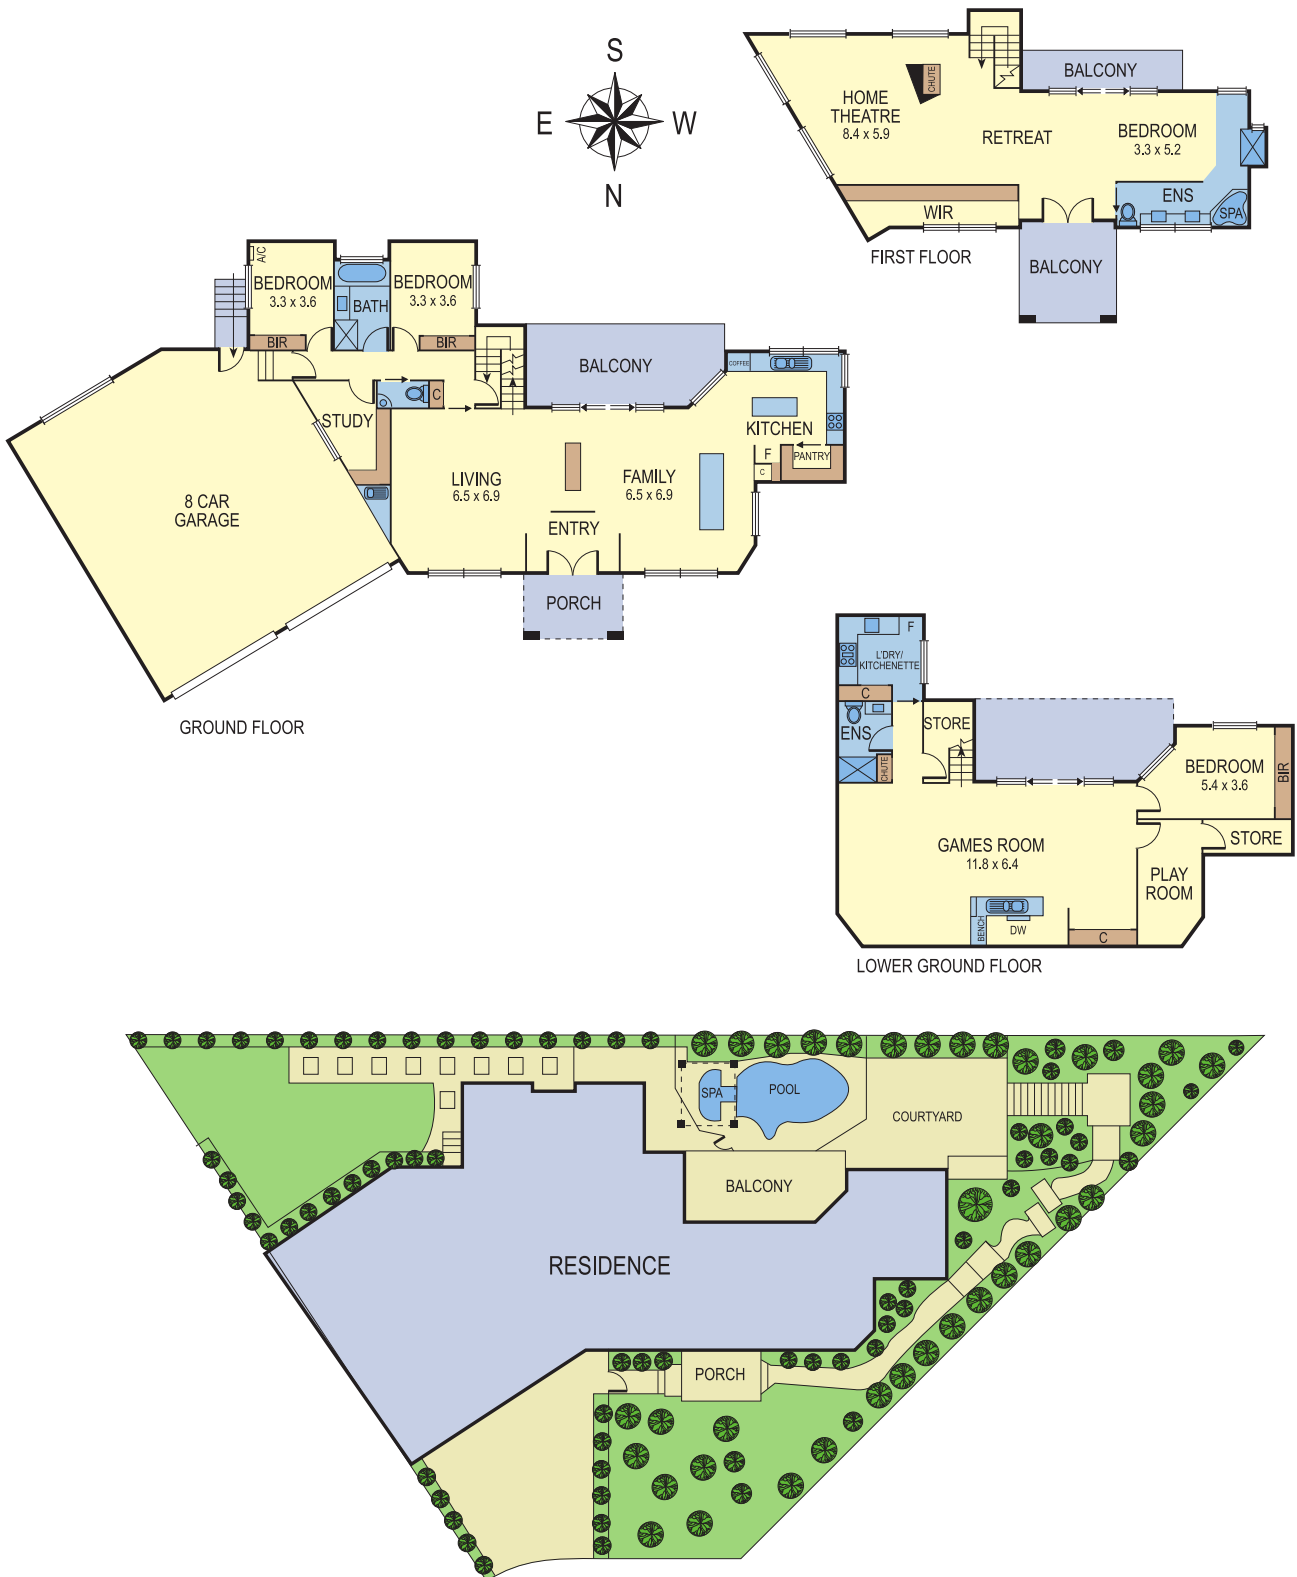 S
E
W
N
BALCONY
CHUTE
HOME
THEATRE
8.4 x 5.9
RETREAT
BEDROOM
3.3 x 5.2
ENS
SPA
WIR
FIRST FLOOR
BALCONY
A/C
BEDROOM
3.3 x 3.6
BATH
BEDROOM
3.3 x 3.6
BIR
BIR
BALCONY
COFFEE
C
STUDY
KITCHEN
F
PANTRY
C
LIVING
6.5 x 6.9
FAMILY
6.5 x 6.9
8 CAR
GARAGE
ENTRY
PORCH
GROUND FLOOR
F
L'DRY/
KITCHENETTE
C
ENS
STORE
CHUTE
BEDROOM
5.4 x 3.6
BIR
GAMES ROOM
11.8 x 6.4
STORE
PLAY
ROOM
BENCH
DW
C
LOWER GROUND FLOOR
SPA
POOL
COURTYARD
BALCONY
RESIDENCE
PORCH